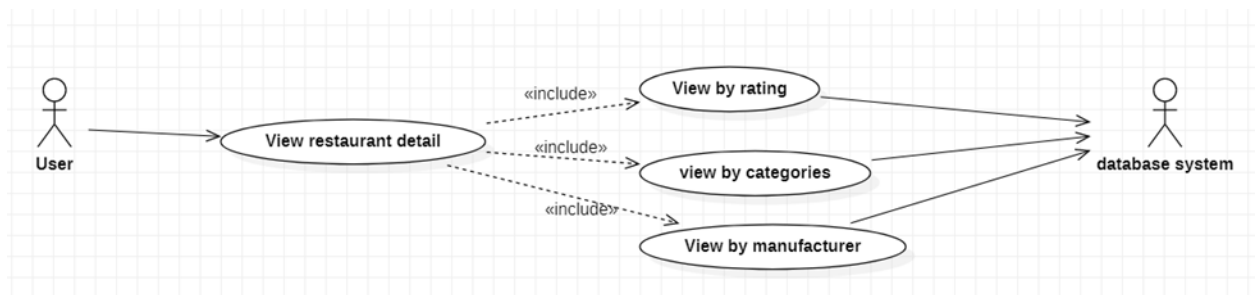 View by rating
«include»
User
View restaurant detail
«include»
view by categories
database system
«include»
View by manufacturer